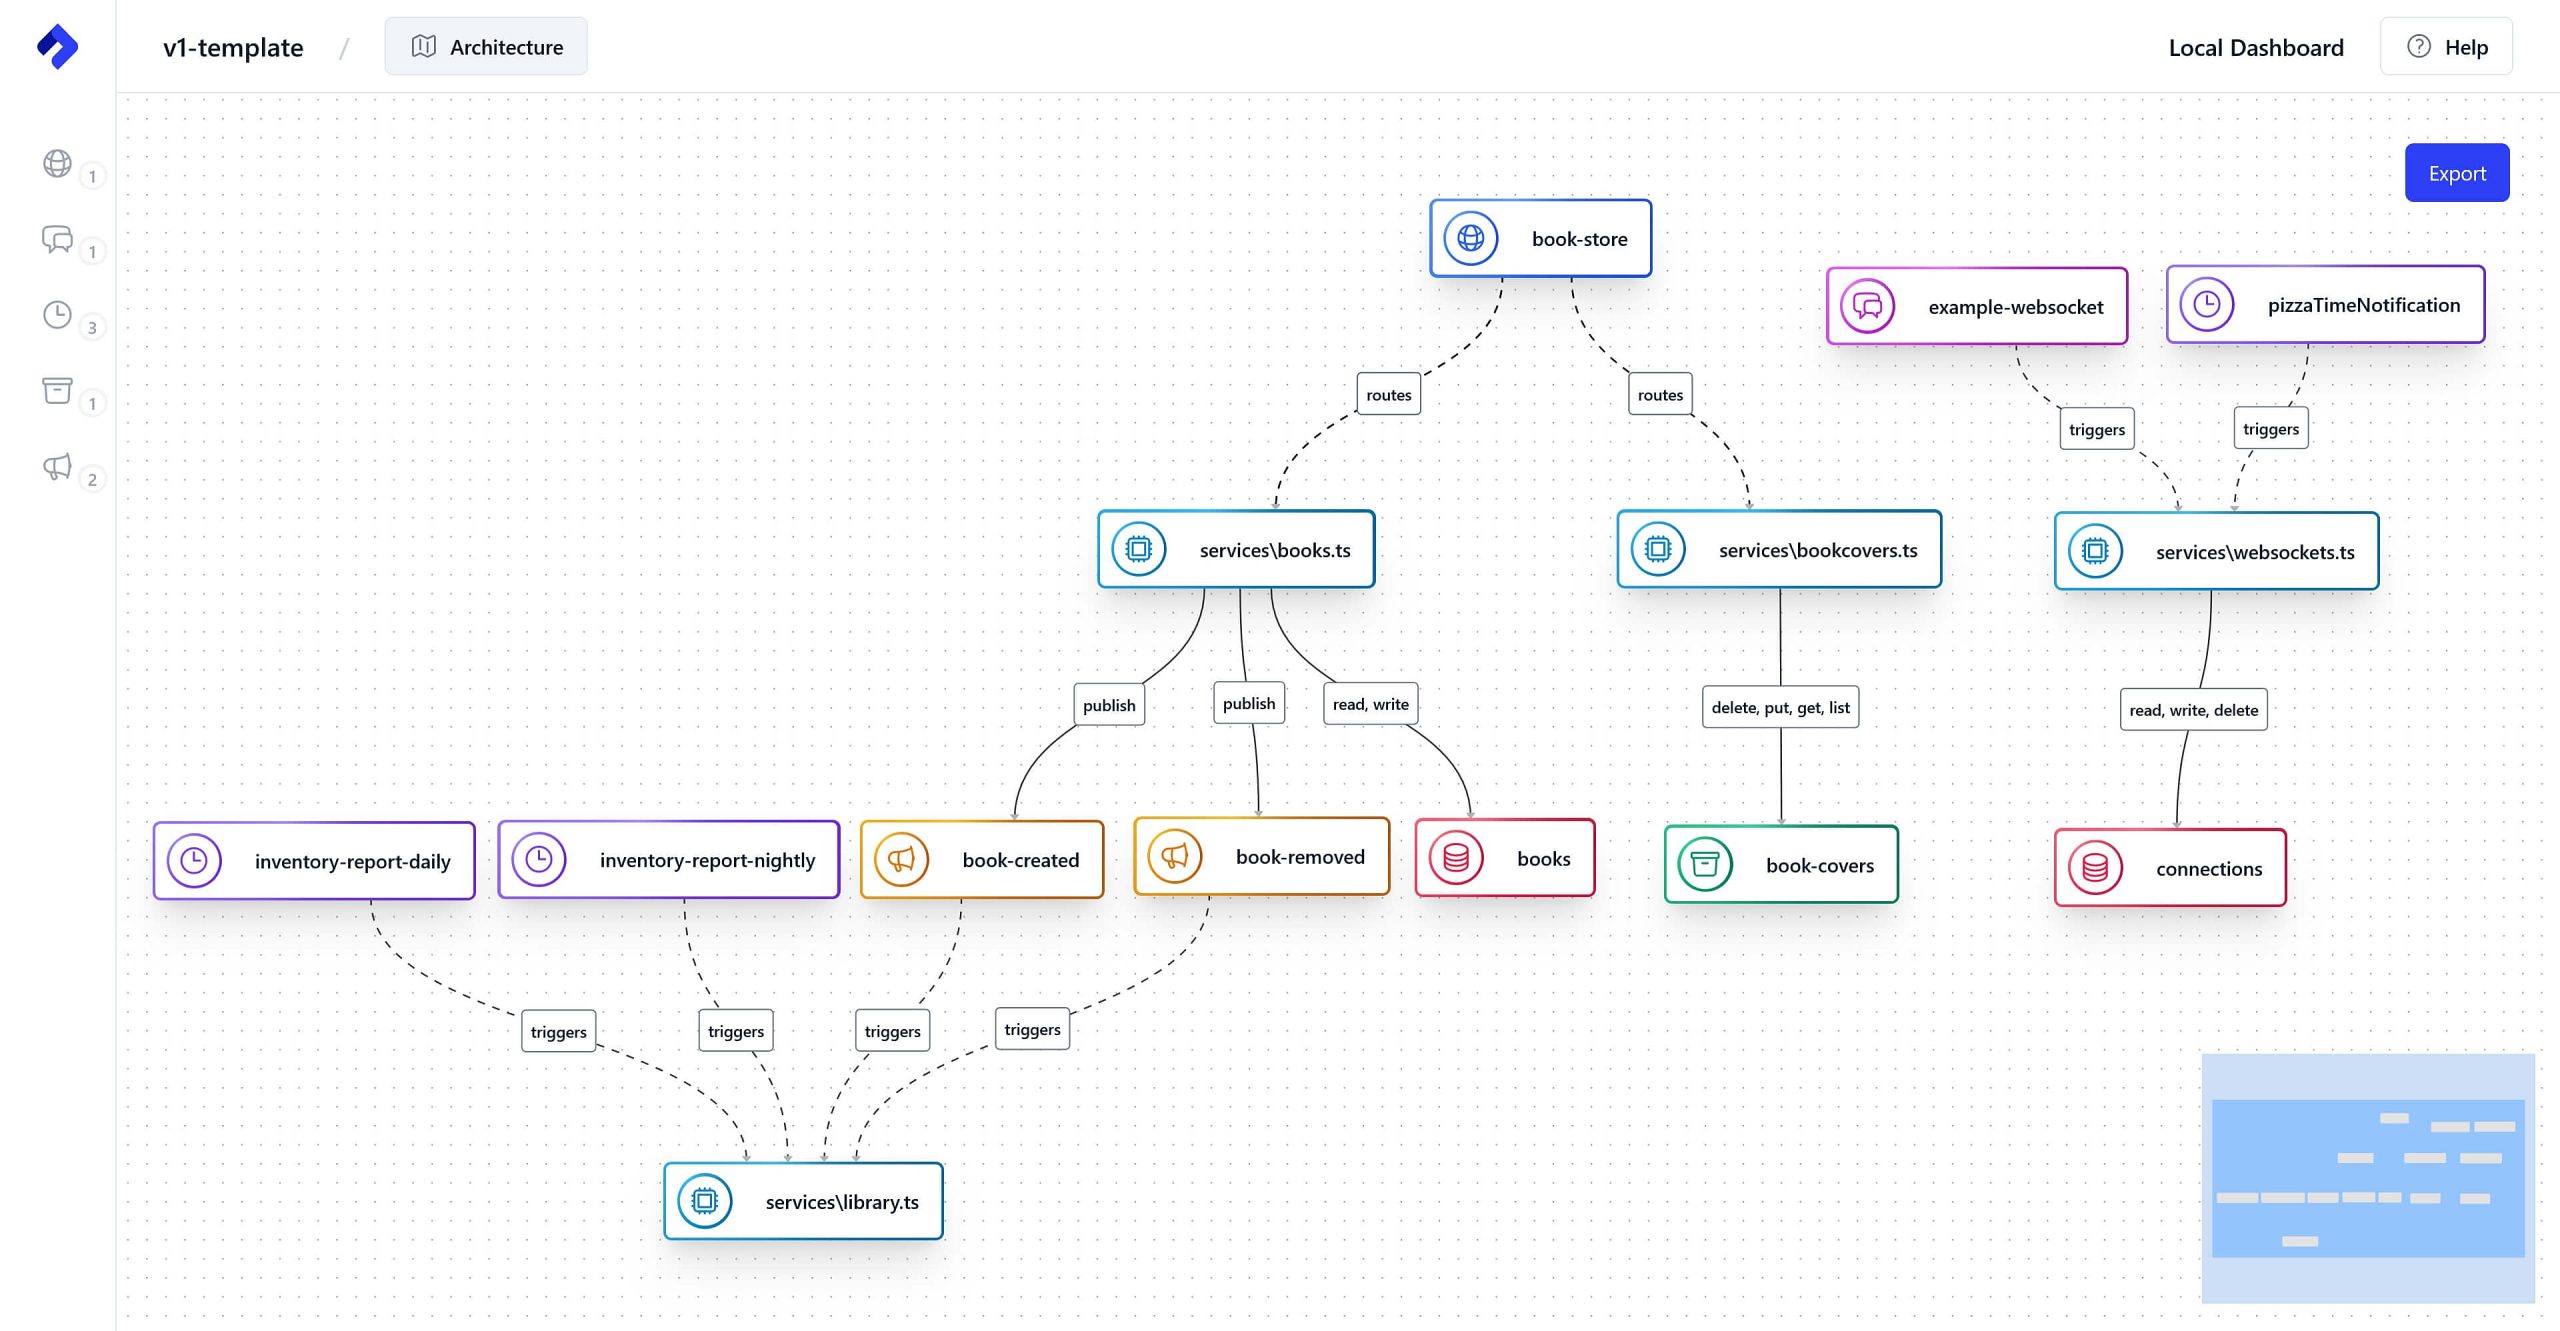 v1-template / Architecture
Local Dashboard
Help
1
1
3
1
2
Export
book-store
example-websocket
pizzaTimeNotification
routes
routes
triggers
triggers
services\books.ts
services\bookcovers.ts
services\websockets.ts
publish
publish
read, write
delete, put, get, list
read, write, delete
inventory-report-daily
inventory-report-nightly
book-created
book-removed
books
book-covers
connections
triggers
triggers
triggers
triggers
services\library.ts